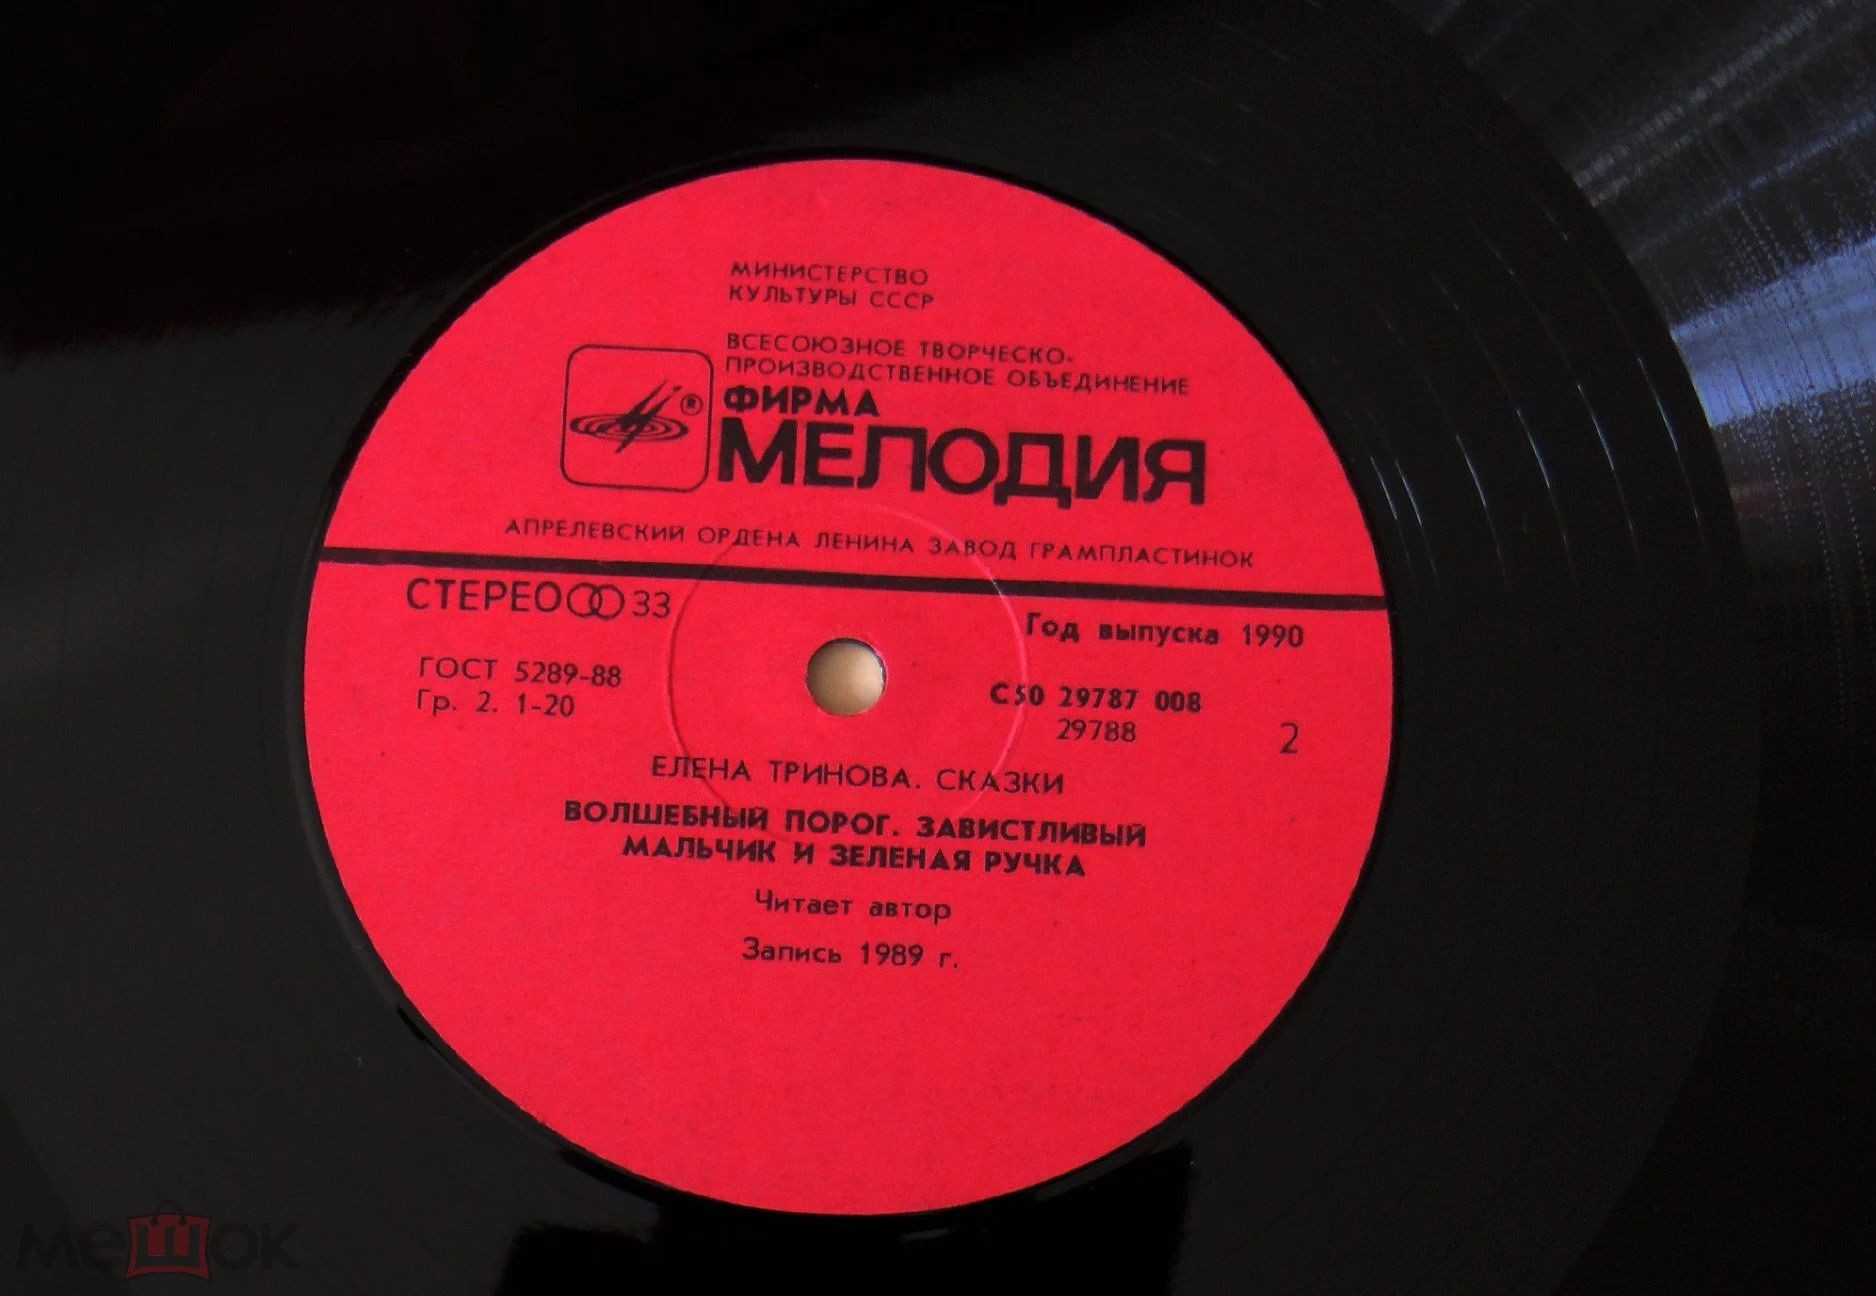 МИНИСТЕРСТВО
КУЛЬТУРЫ СССР
ВСЕСОЮЗНОЕ ТВОРЧЕСКО-
ПРОИЗВОДСТВЕННОЕ ОБЪЕДИНЕНИЕ
ФИРМА
®
МЕЛОДИЯ
АПРЕЛЕВСКИЙ ОРДЕНА ЛЕНИНА ЗАВОД ГРАМПЛАСТИНОК
СТЕРЕО 33
Год выпуска 1990
ГОСТ 5289-88
Гр. 2. 1-20
С50 29787 008
29788
2
ЕЛЕНА ТРИНОВА. СКАЗКИ
ВОЛШЕБНЫЙ ПОРОГ. ЗАВИСТЛИВЫЙ
МАЛЬЧИК И ЗЕЛЕНАЯ РУЧКА
Читает автор
Запись 1989 г.
мешок